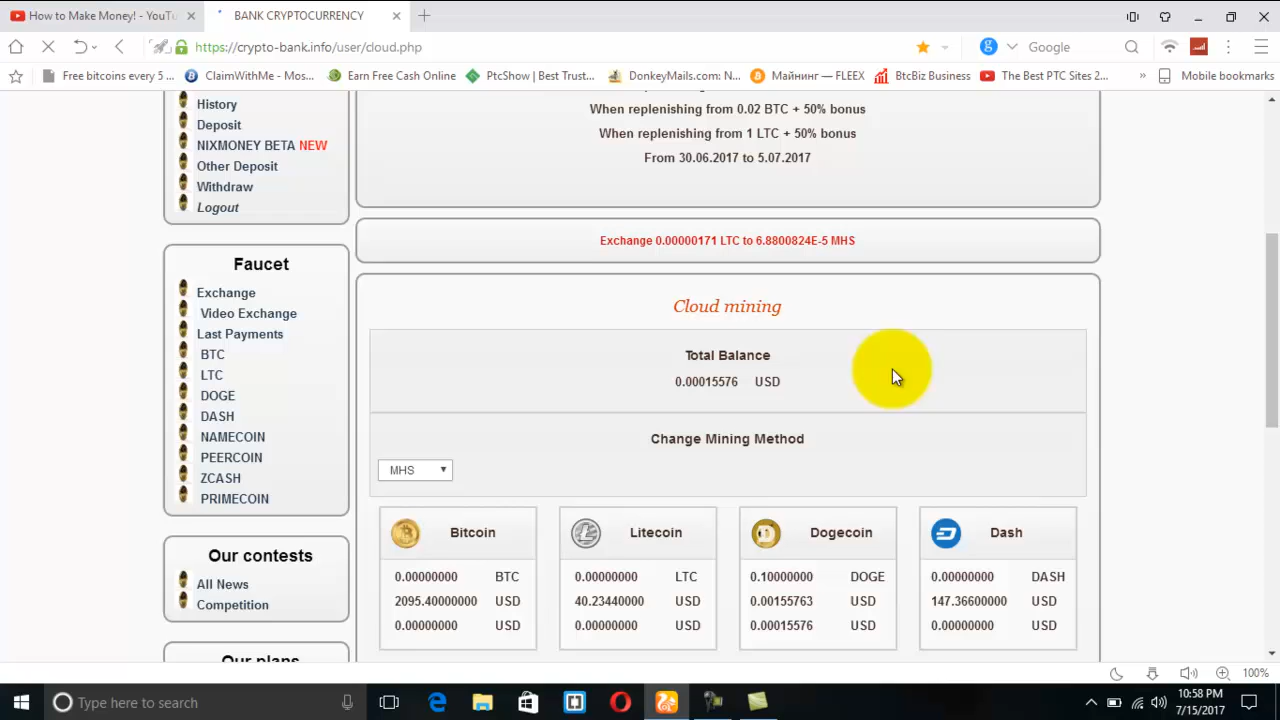 How to Make Money! - YouTu
BANK CRYPTOCURRENCY
https://crypto-bank.info/user/cloud.php
Google
Free bitcoins every 5 ...
ClaimWithMe - Mos...
Earn Free Cash Online
PtcShow | Best Trust...
DonkeyMails.com: N...
Майнинг — FLEEX
BtcBiz Business
The Best PTC Sites 2...
Mobile bookmarks
History
Deposit
NIXMONEY BETA NEW
Other Deposit
Withdraw
Logout
Faucet
Exchange
Video Exchange
Last Payments
BTC
LTC
DOGE
DASH
NAMECOIN
PEERCOIN
ZCASH
PRIMECOIN
Our contests
All News
Competition
Our plans
When replenishing from 0.02 BTC + 50% bonus
When replenishing from 1 LTC + 50% bonus
From 30.06.2017 to 5.07.2017
Exchange 0.00000171 LTC to 6.8800824E-5 MHS
Cloud mining
Total Balance
0.00015576 USD
Change Mining Method
MHS
Bitcoin
0.00000000 BTC
2095.40000000 USD
0.00000000 USD
Litecoin
0.00000000 LTC
40.23440000 USD
0.00000000 USD
Dogecoin
0.10000000 DOGE
0.00155763 USD
0.00015576 USD
Dash
0.00000000 DASH
147.36600000 USD
0.00000000 USD
100%
Type here to search
10:58 PM
7/15/2017